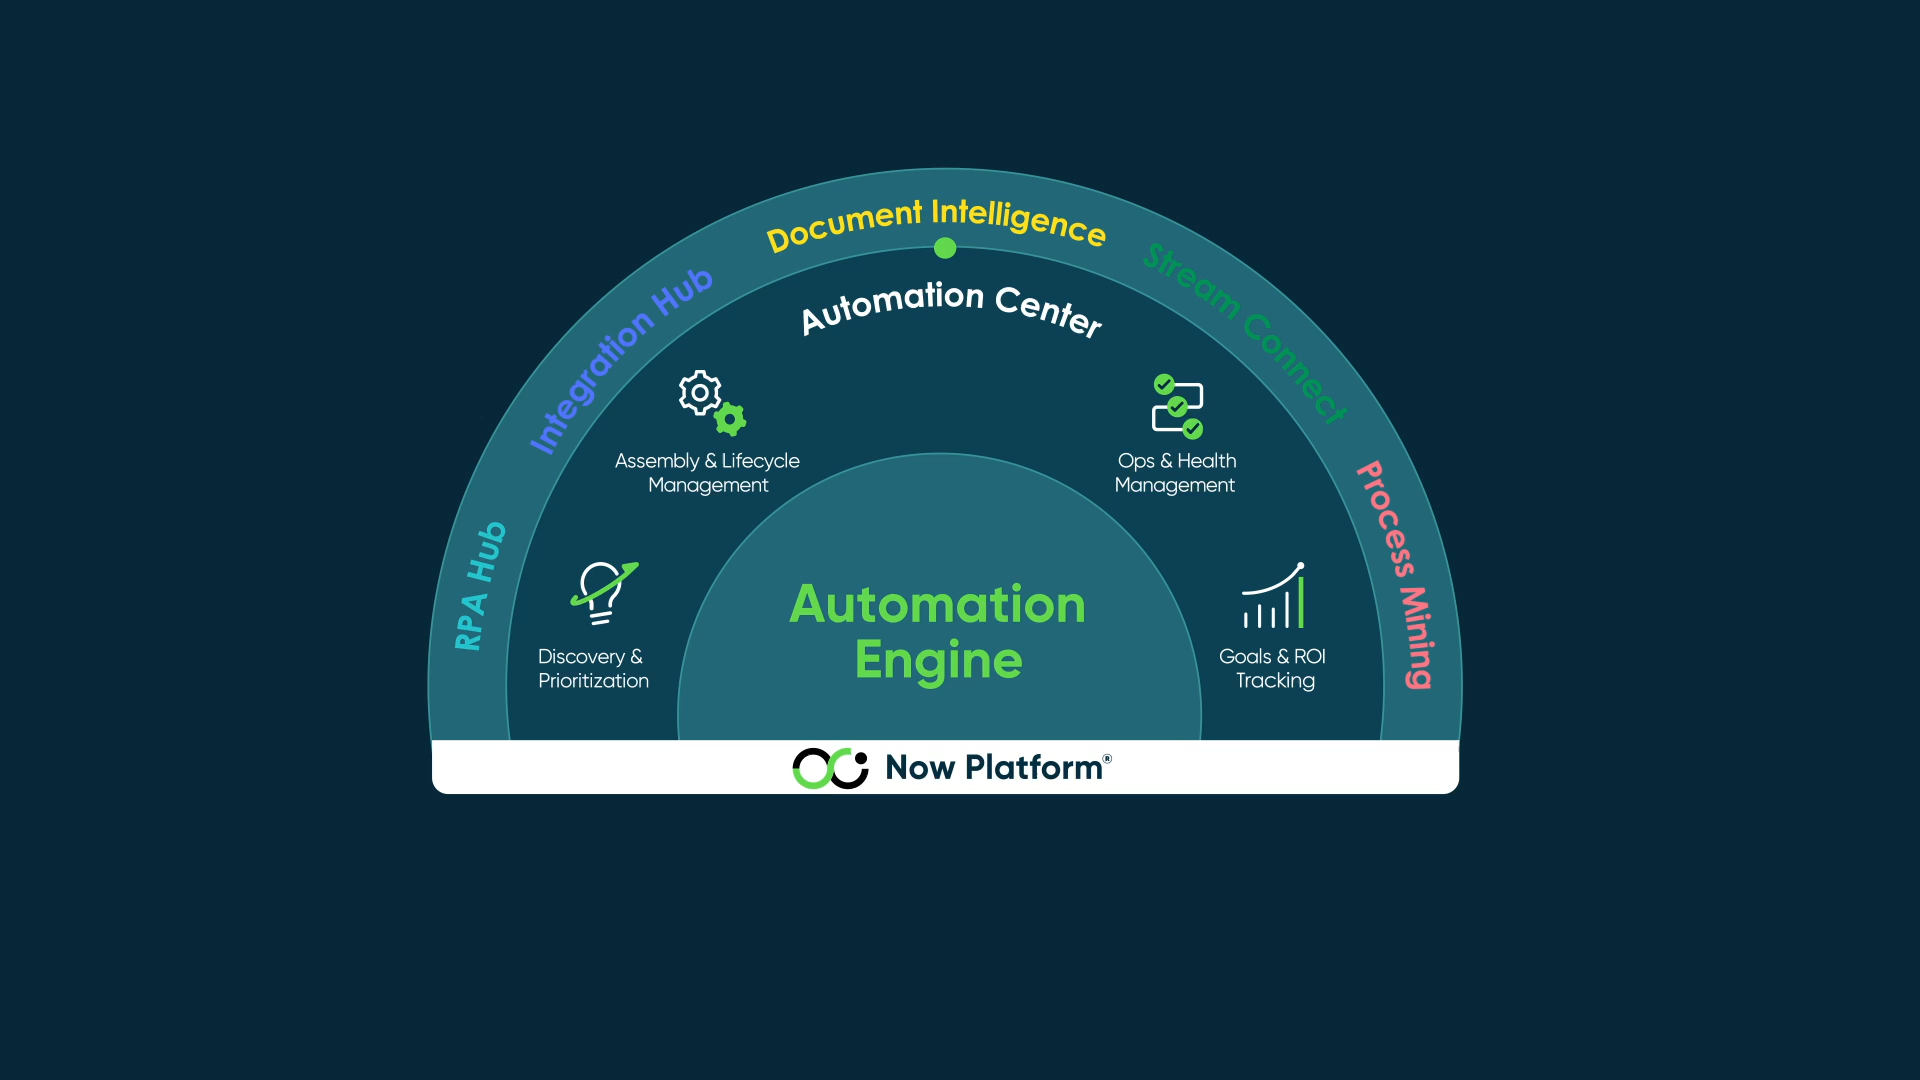 RPA Hub
Integration Hub
Document Intelligence
Stream Connect
Process Mining
Automation Center
Assembly & Lifecycle
Management
Ops & Health
Management
Discovery &
Prioritization
Goals & ROI
Tracking
Automation
Engine
Now Platform®